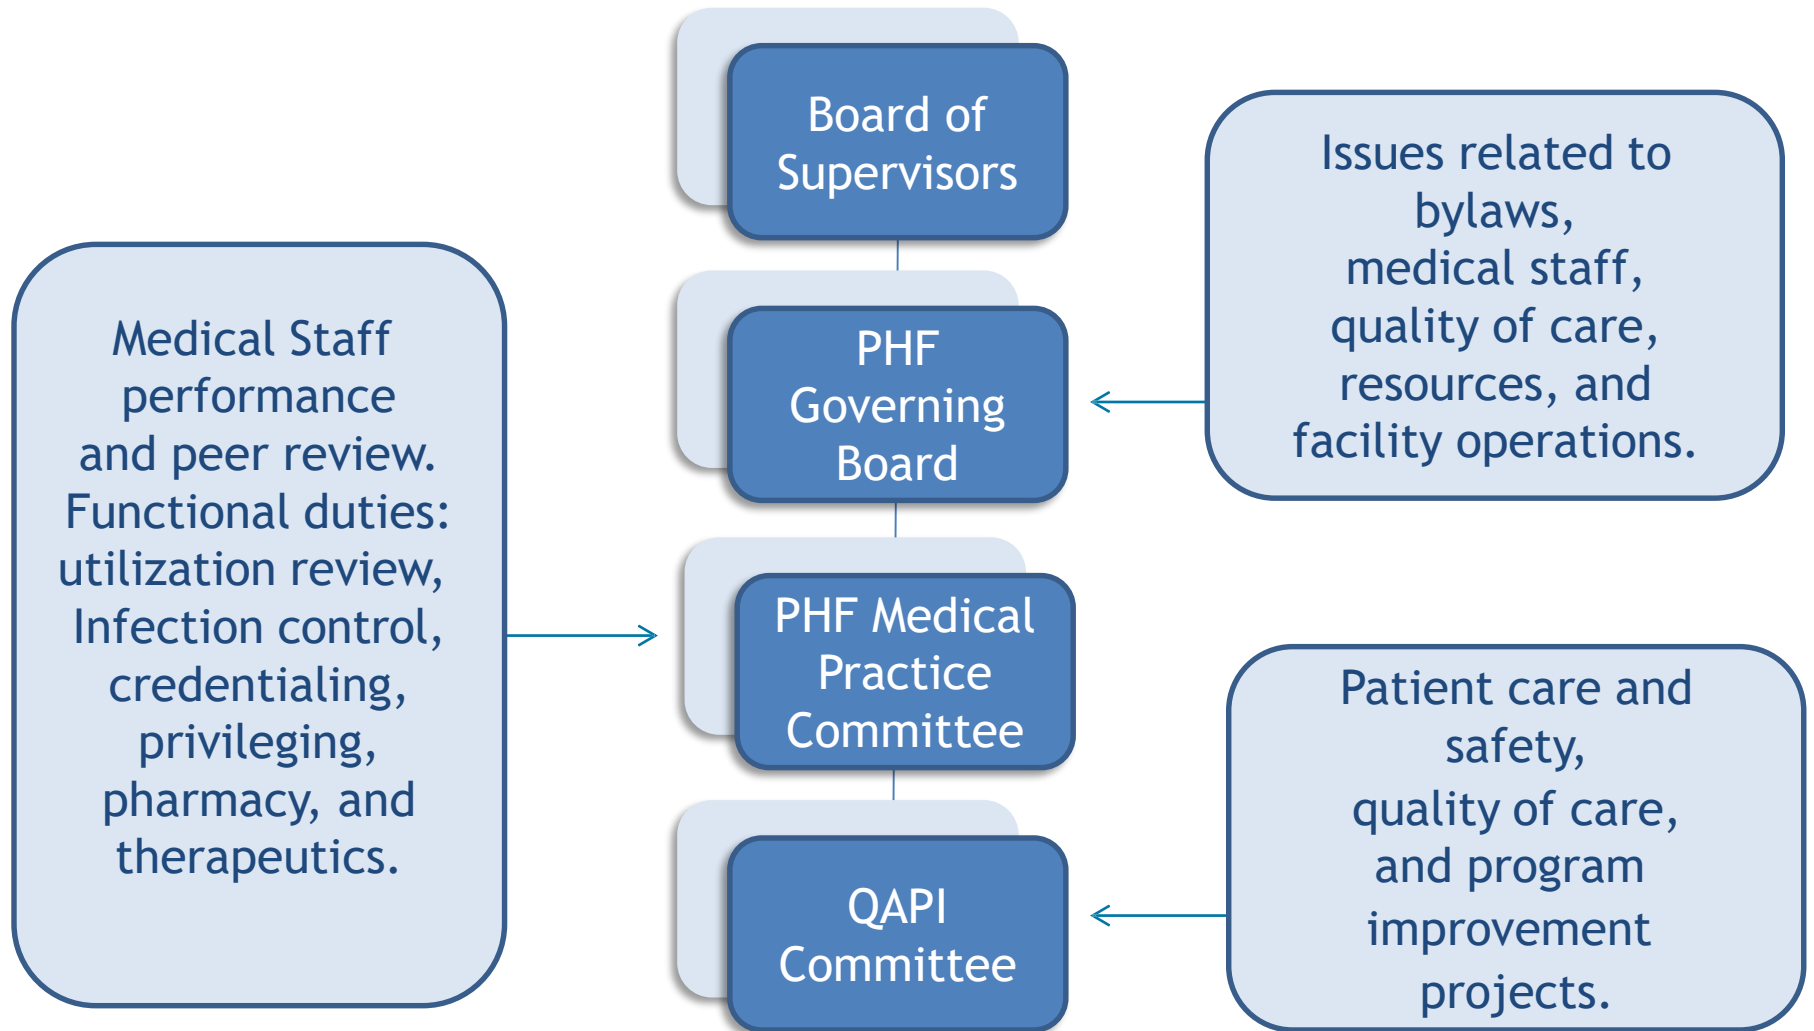 Board of
Supervisors
Issues related to
bylaws,
medical staff,
quality of care,
resources, and
facility operations.
PHF
Governing
Board
Medical Staff
performance
and peer review.
Functional duties:
utilization review,
Infection control,
credentialing,
privileging,
pharmacy, and
therapeutics.
PHF Medical
Practice
Committee
Patient care and
safety,
quality of care,
and program
improvement
projects.
QAPI
Committee